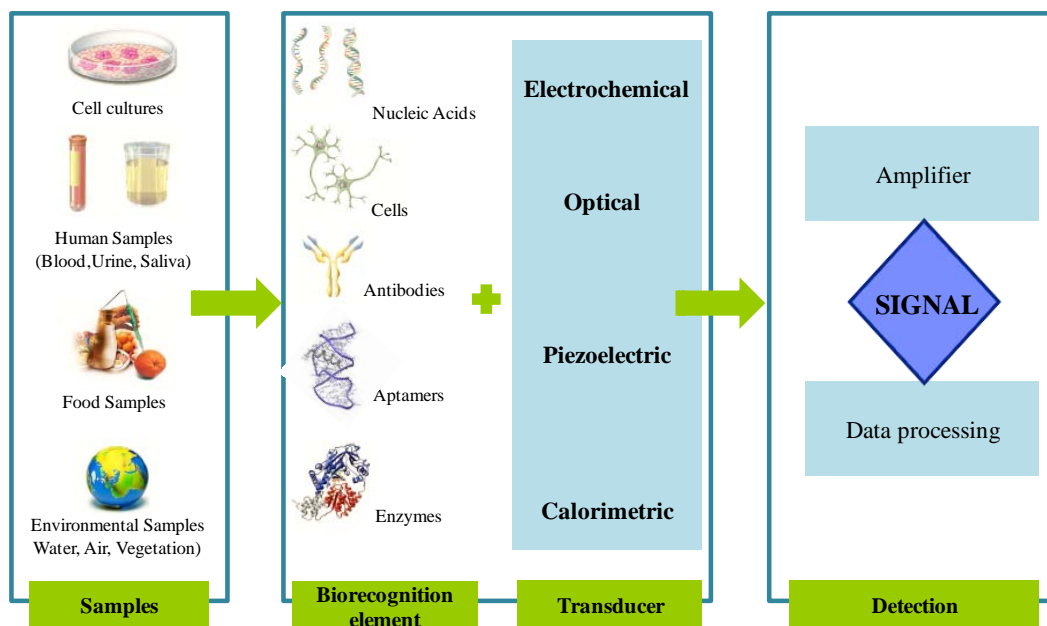 Cell cultures
Human Samples
(Blood,Urine, Saliva)
Food Samples
Environmental Samples
Water, Air, Vegetation)
Samples
Nucleic Acids
Cells
Antibodies
Aptamers
Enzymes
Biorecognition
element
Electrochemical
Optical
Piezoelectric
Calorimetric
Transducer
Amplifier
SIGNAL
Data processing
Detection